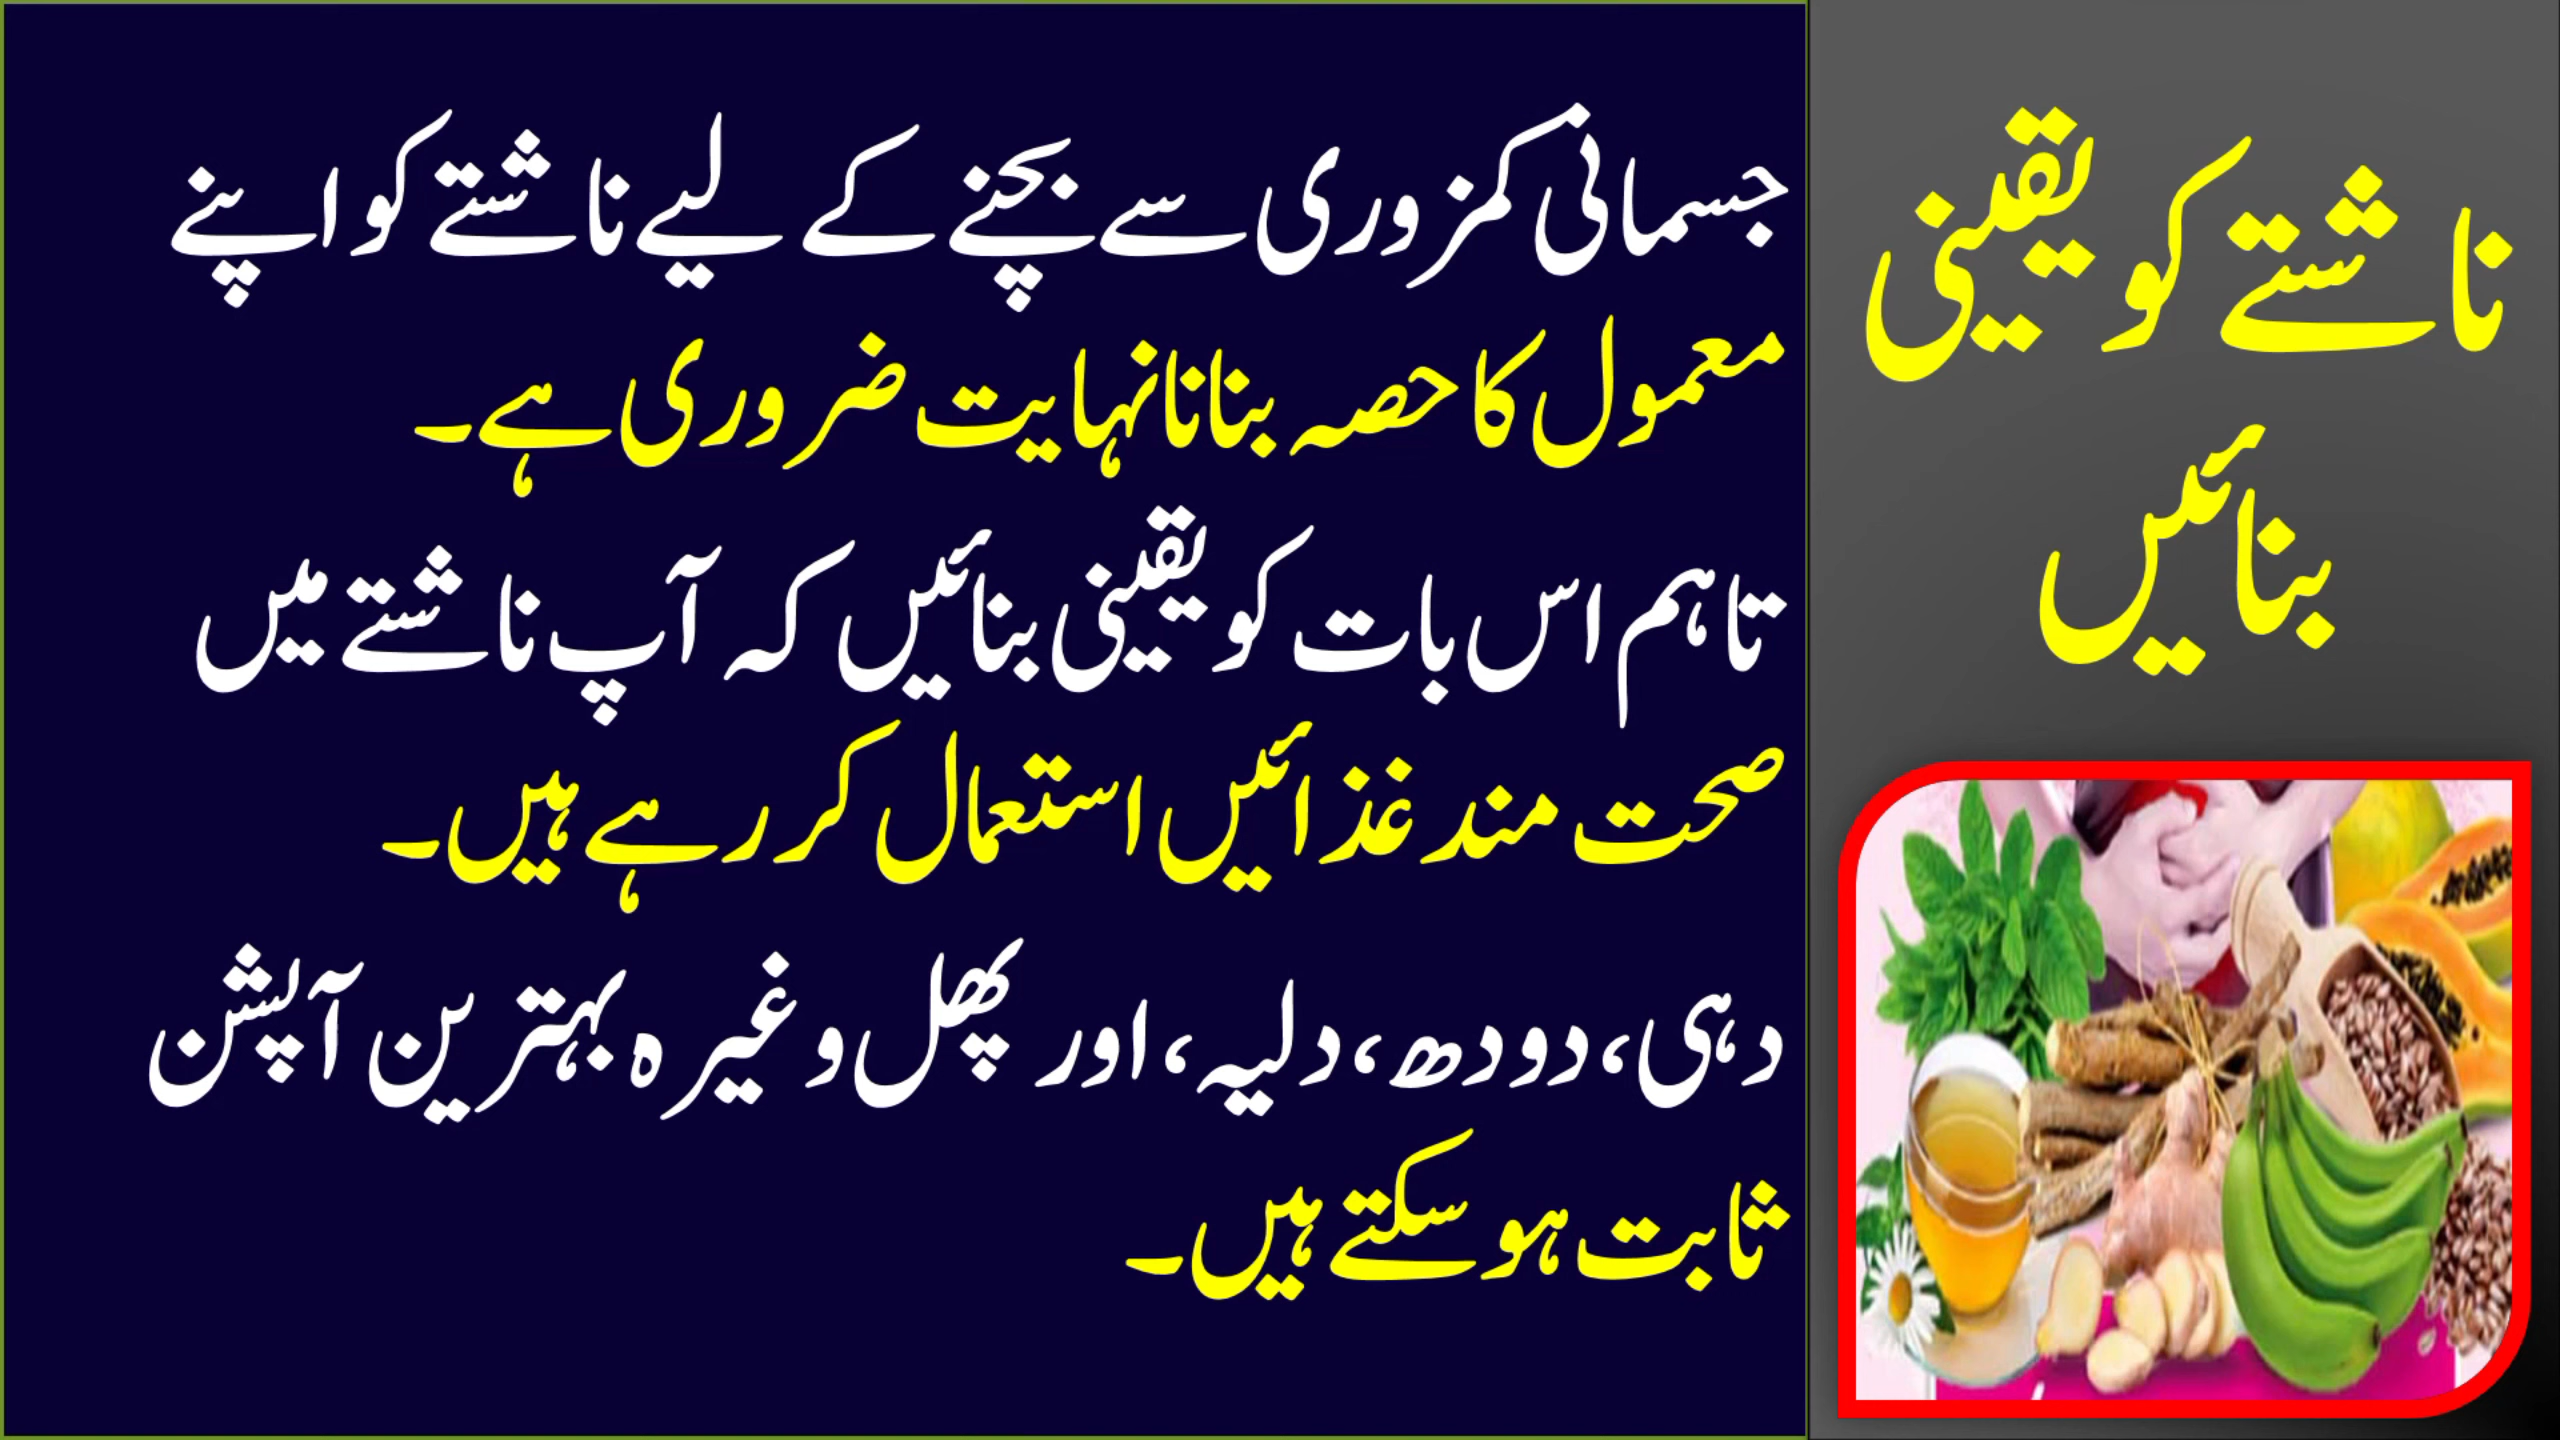 ناشتے کو یقینی
بنائیں
جسمانی کمزوری سے بچنے کے لیے ناشتے کو اپنے
معمول کا حصہ بنانا نہایت ضروری ہے۔
تاہم اس بات کو یقینی بنائیں کہ آپ ناشتے میں
صحت مند غذائیں استعمال کر رہے ہیں۔
دہی، دودھ، دلیہ، اور پھل وغیرہ بہترین آپشن
ثابت ہو سکتے ہیں۔